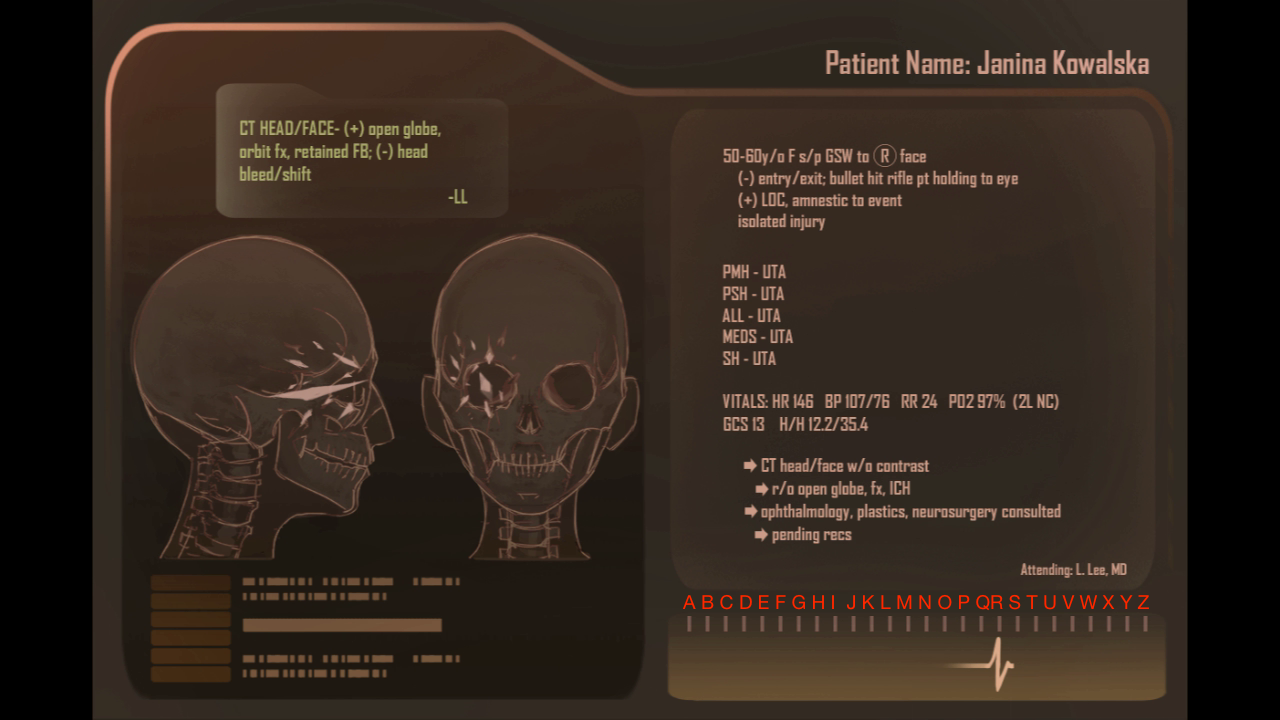 Patient Name: Janina Kowalska
CT HEAD/FACE- (+) open globe,
orbit fx, retained FB; (-) head
bleed/shift
-LL
50-60y/o F s/p GSW to R face
(-) entry/exit; bullet hit rifle pt holding to eye
(+) LOC, amnestic to event
isolated injury
PMH - UTA
PSH - UTA
ALL - UTA
MEDS - UTA
SH - UTA
VITALS: HR 146 BP 107/76 RR 24 PO2 97% (2L NC)
GCS 13 H/H 12.2/35.4
➡ CT head/face w/o contrast
➡ r/o open globe, fx, ICH
➡ ophthalmology, plastics, neurosurgery consulted
➡ pending recs
Attending: L. Lee, MD
A B C D E F G H I J K L M N O P Q R S T U V W X Y Z